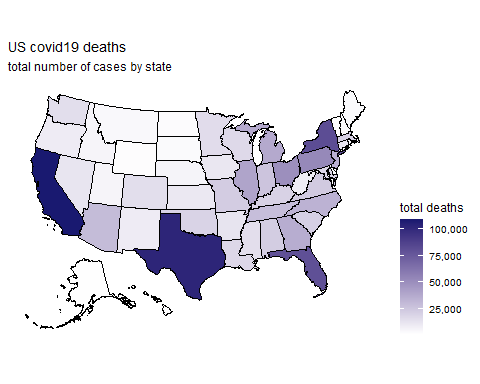 US covid19 deaths
total number of cases by state
total deaths
100,000
75,000
50,000
25,000